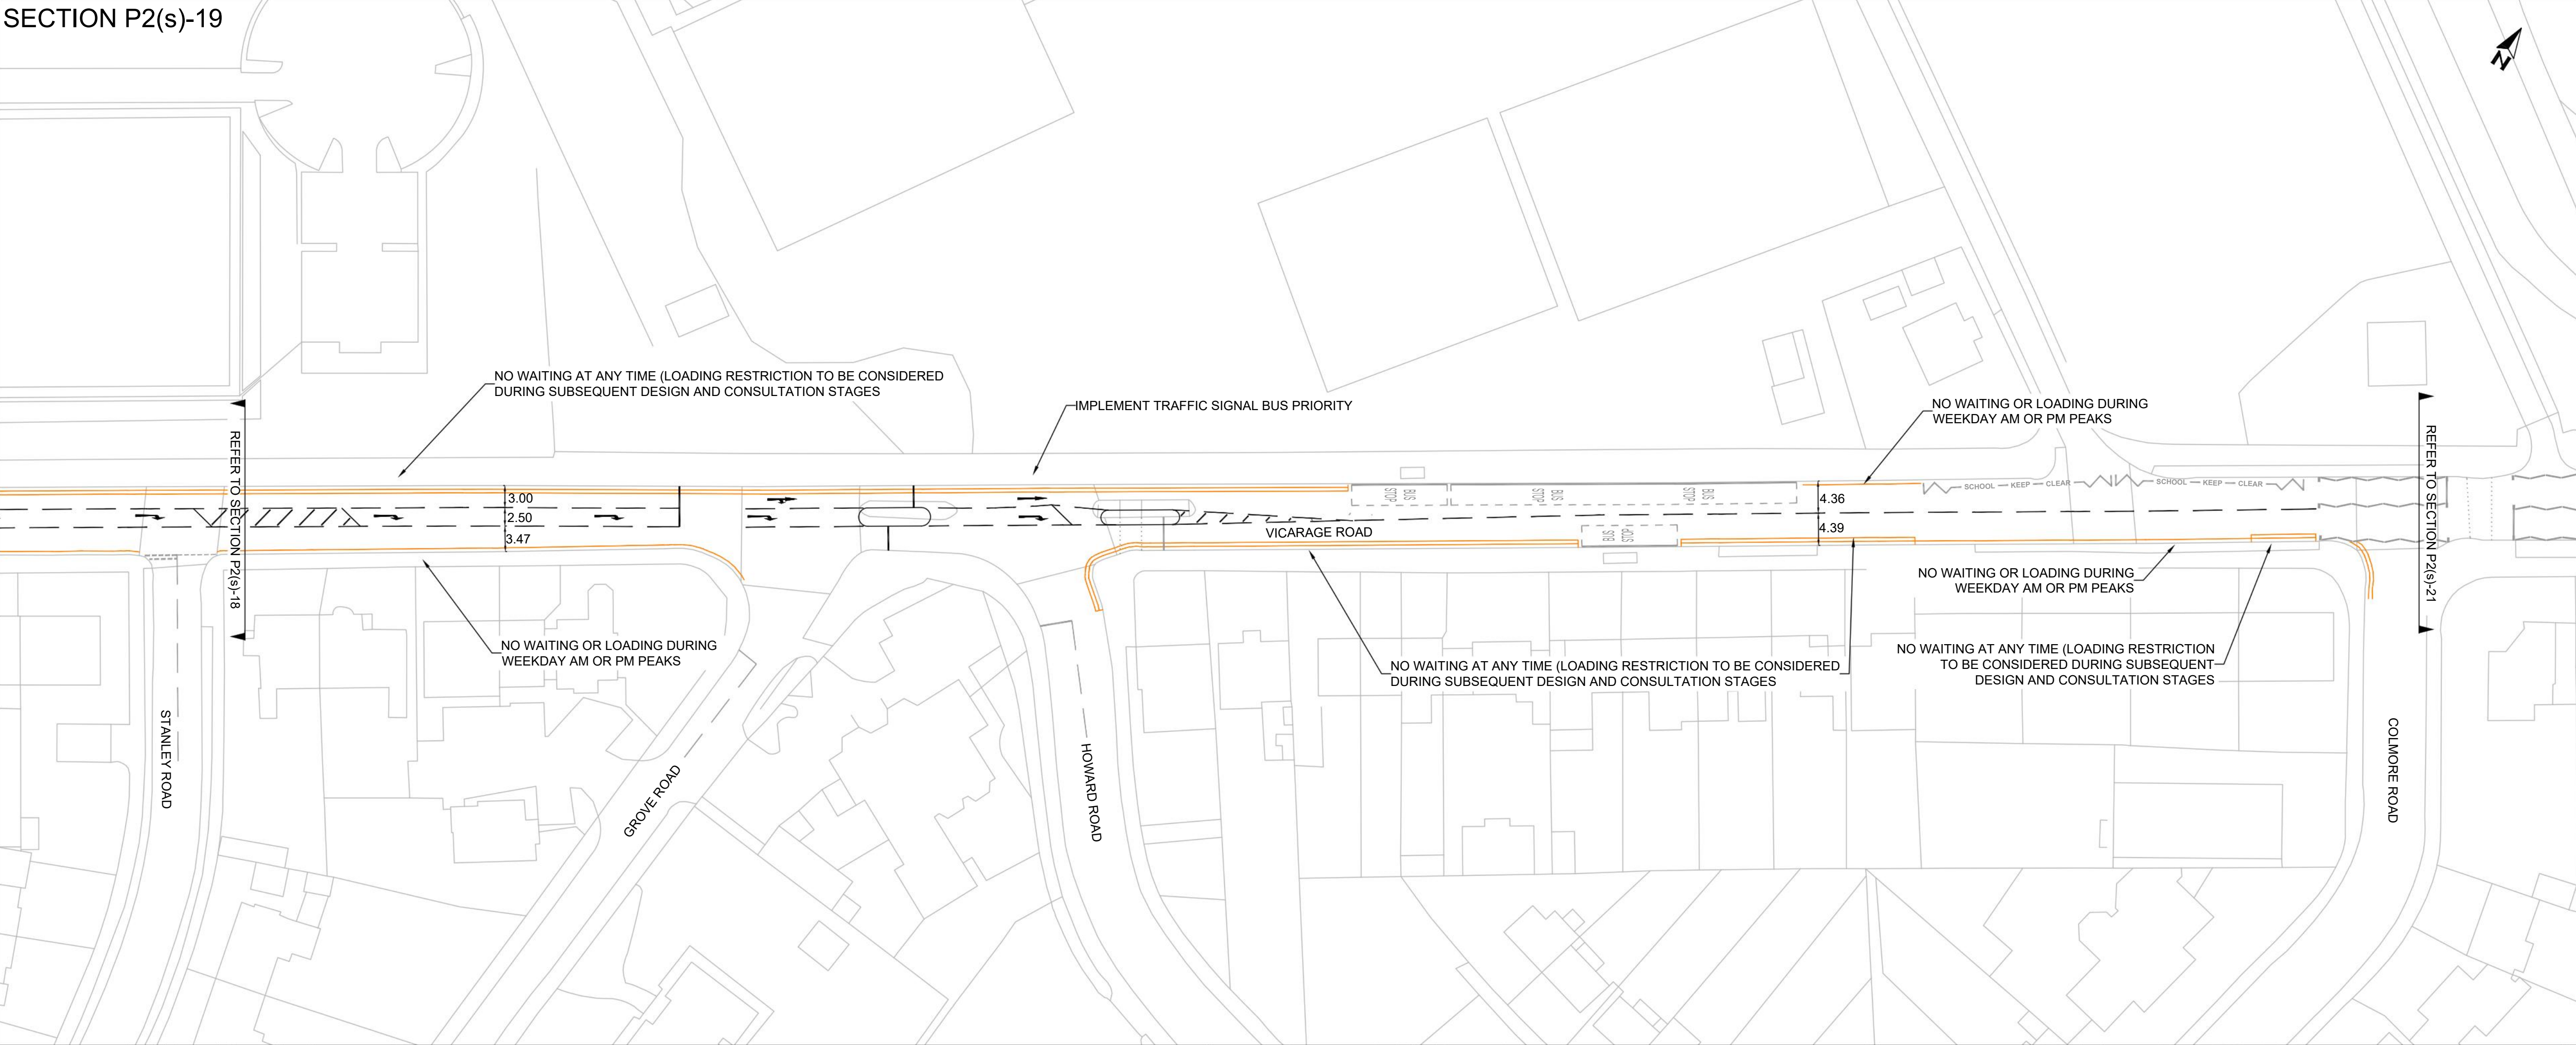 SECTION P2(s)-19
N
NO WAITING AT ANY TIME (LOADING RESTRICTION TO BE CONSIDERED
DURING SUBSEQUENT DESIGN AND CONSULTATION STAGES
IMPLEMENT TRAFFIC SIGNAL BUS PRIORITY
NO WAITING OR LOADING DURING
WEEKDAY AM OR PM PEAKS
REFER TO SECTION P2(s)-18
REFER TO SECTION P2(s)-21
3.00
2.50
3.47
BUS
STOP
BUS
STOP
BUS
STOP
4.36
4.39
SCHOOL — KEEP — CLEAR
SCHOOL — KEEP — CLEAR
VICARAGE ROAD
BUS
STOP
NO WAITING OR LOADING DURING
WEEKDAY AM OR PM PEAKS
NO WAITING OR LOADING DURING
WEEKDAY AM OR PM PEAKS
NO WAITING AT ANY TIME (LOADING RESTRICTION TO BE CONSIDERED
DURING SUBSEQUENT DESIGN AND CONSULTATION STAGES
NO WAITING AT ANY TIME (LOADING RESTRICTION
TO BE CONSIDERED DURING SUBSEQUENT
DESIGN AND CONSULTATION STAGES
STANLEY ROAD
GROVE ROAD
HOWARD ROAD
COLMORE ROAD